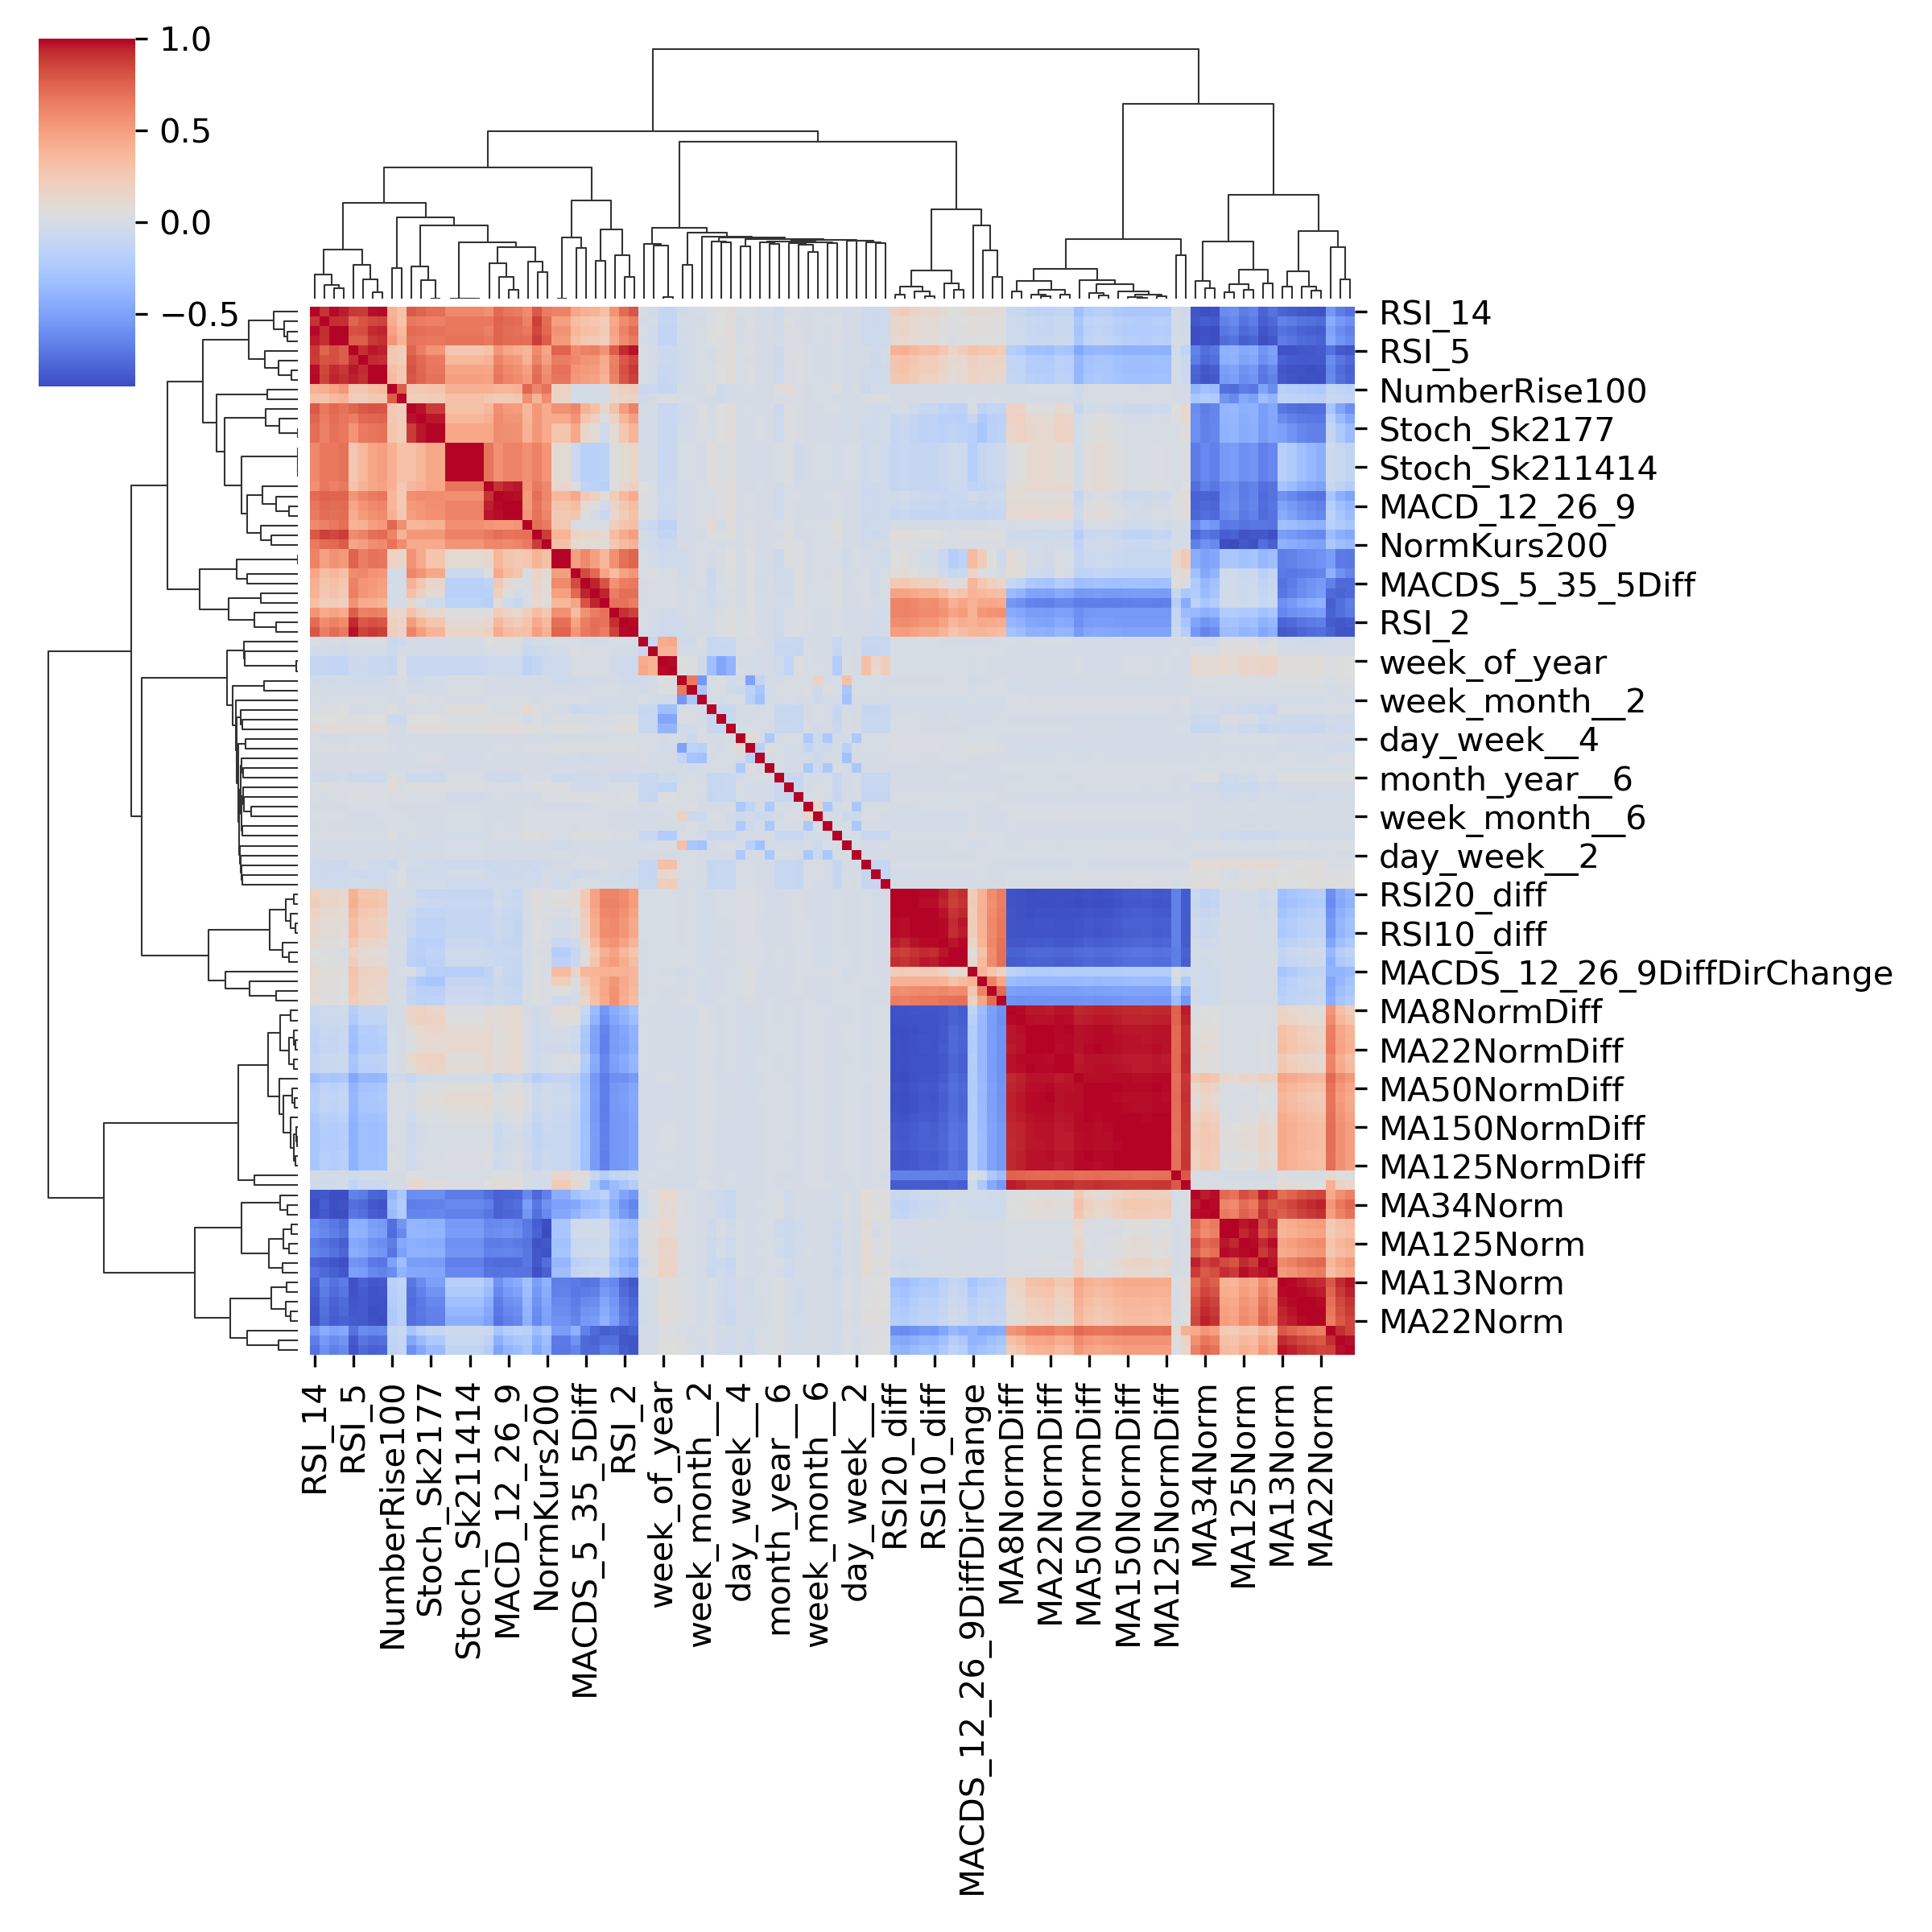 1.0
0.5
0.0
−0.5
RSI_14
RSI_5
NumberRise100
Stoch_Sk2177
Stoch_Sk211414
MACD_12_26_9
NormKurs200
MACDS_5_35_5Diff
RSI_2
week_of_year
week_month__2
day_week__4
month_year__6
week_month__6
day_week__2
RSI20_diff
RSI10_diff
MACDS_12_26_9DiffDirChange
MA8NormDiff
MA22NormDiff
MA50NormDiff
MA150NormDiff
MA125NormDiff
MA34Norm
MA125Norm
MA13Norm
MA22Norm
RSI_14
RSI_5
NumberRise100
Stoch_Sk2177
Stoch_Sk211414
MACD_12_26_9
NormKurs200
MACDS_5_35_5Diff
RSI_2
week_of_year
week_month__2
day_week__4
month_year__6
week_month__6
day_week__2
RSI20_diff
RSI10_diff
MACDS_12_26_9DiffDirChange
MA8NormDiff
MA22NormDiff
MA50NormDiff
MA150NormDiff
MA125NormDiff
MA34Norm
MA125Norm
MA13Norm
MA22Norm